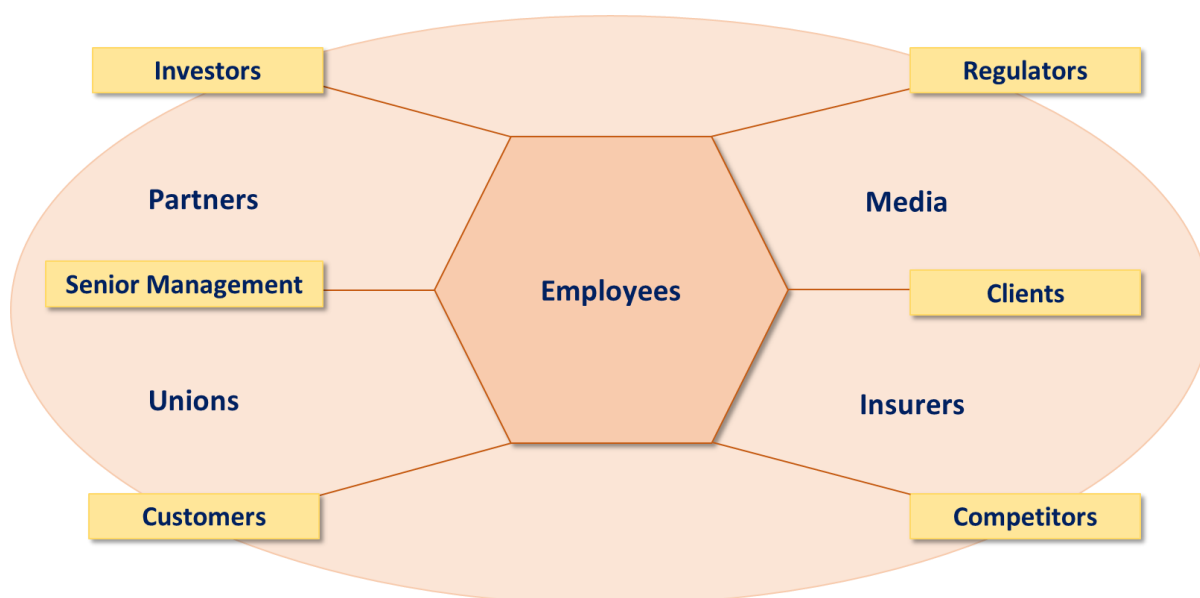 Investors
Regulators
Partners
Media
Senior Management
Employees
Clients
Unions
Insurers
Customers
Competitors